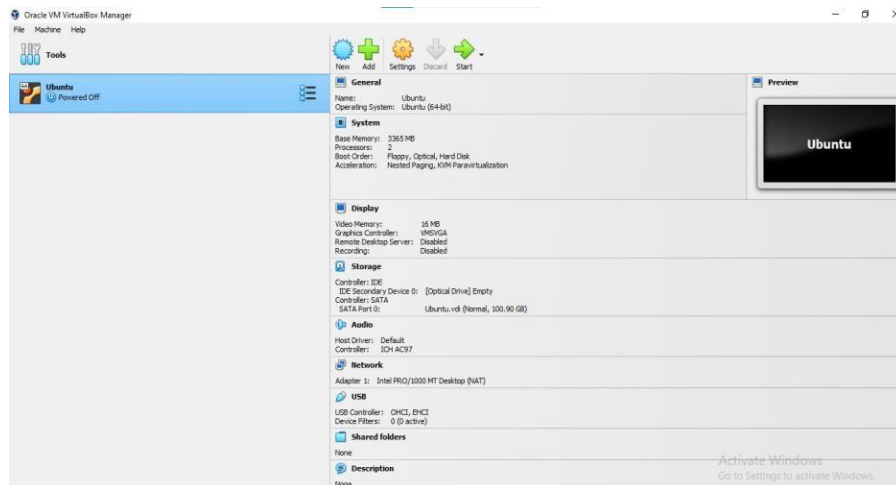 Oracle VM VirtualBox Manager
File Machine Help
Tools
New Add Settings Discard Start
Ubuntu
Powered Off
General
Name: Ubuntu
Operating System: Ubuntu (64-bit)
System
Base Memory: 3365 MB
Processors: 2
Boot Order: Floppy, Optical, Hard Disk
Acceleration: Nested Paging, KVM Paravirtualization
Preview
Ubuntu
Display
Video Memory: 16 MB
Graphics Controller: VMSVGA
Remote Desktop Server: Disabled
Recording: Disabled
Storage
Controller: IDE
IDE Secondary Device 0: [Optical Drive] Empty
Controller: SATA
SATA Port 0: Ubuntu.vdi (Normal, 100.90 GB)
Audio
Host Driver: Default
Controller: ICH AC97
Network
Adapter 1: Intel PRO/1000 MT Desktop (NAT)
USB
USB Controller: OHCI, EHCI
Device Filters: 0 (0 active)
Shared folders
None
Description
None
Activate Windows
Go to Settings to activate Windows.